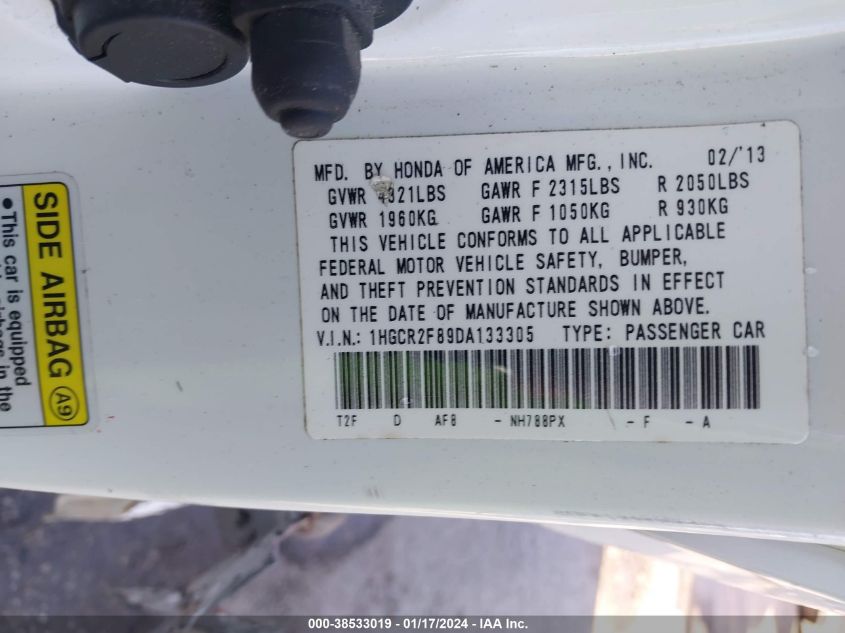 MFD. BY HONDA OF AMERICA MFG., INC. 02/'13
GVWR 4321LBS GAWR F 2315LBS R 2050LBS
GVWR 1960KG GAWR F 1050KG R 930KG
THIS VEHICLE CONFORMS TO ALL APPLICABLE
FEDERAL MOTOR VEHICLE SAFETY, BUMPER,
AND THEFT PREVENTION STANDARDS IN EFFECT
ON THE DATE OF MANUFACTURE SHOWN ABOVE.
V.I.N.: 1HGCR2F89DA133305 TYPE: PASSENGER CAR
T2F D AF8 - NH788PX - F - A
SIDE AIRBAG A9
•This car is equipped
airbags in the
000-38533019 - 01/17/2024 - IAA Inc.